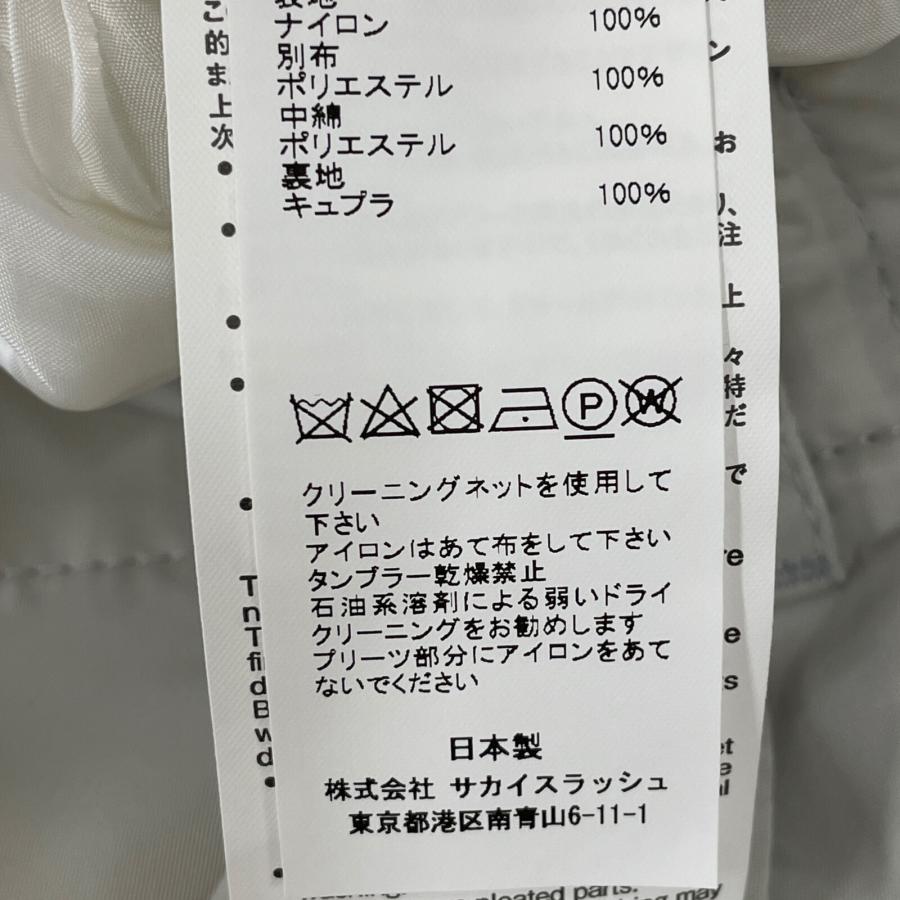 表地
ナイロン 100%
別布
ポリエステル 100%
中綿
ポリエステル 100%
裏地
キュプラ 100%
P
W
クリーニングネットを使用して
下さい
アイロンはあて布をして下さい
タンブラー乾燥禁止
石油系溶剤による弱いドライ
クリーニングをお勧めします
プリーツ部分にアイロンをあて
ないでください
日本製
株式会社 サカイスラッシュ
東京都港区南青山6-11-1
pleated parts.
may